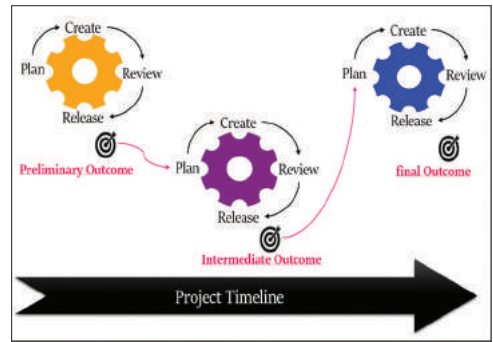 Create
Plan
Review
Release
Preliminary Outcome
Create
Plan
Review
Release
Intermediate Outcome
Create
Plan
Review
Release
final Outcome
Project Timeline